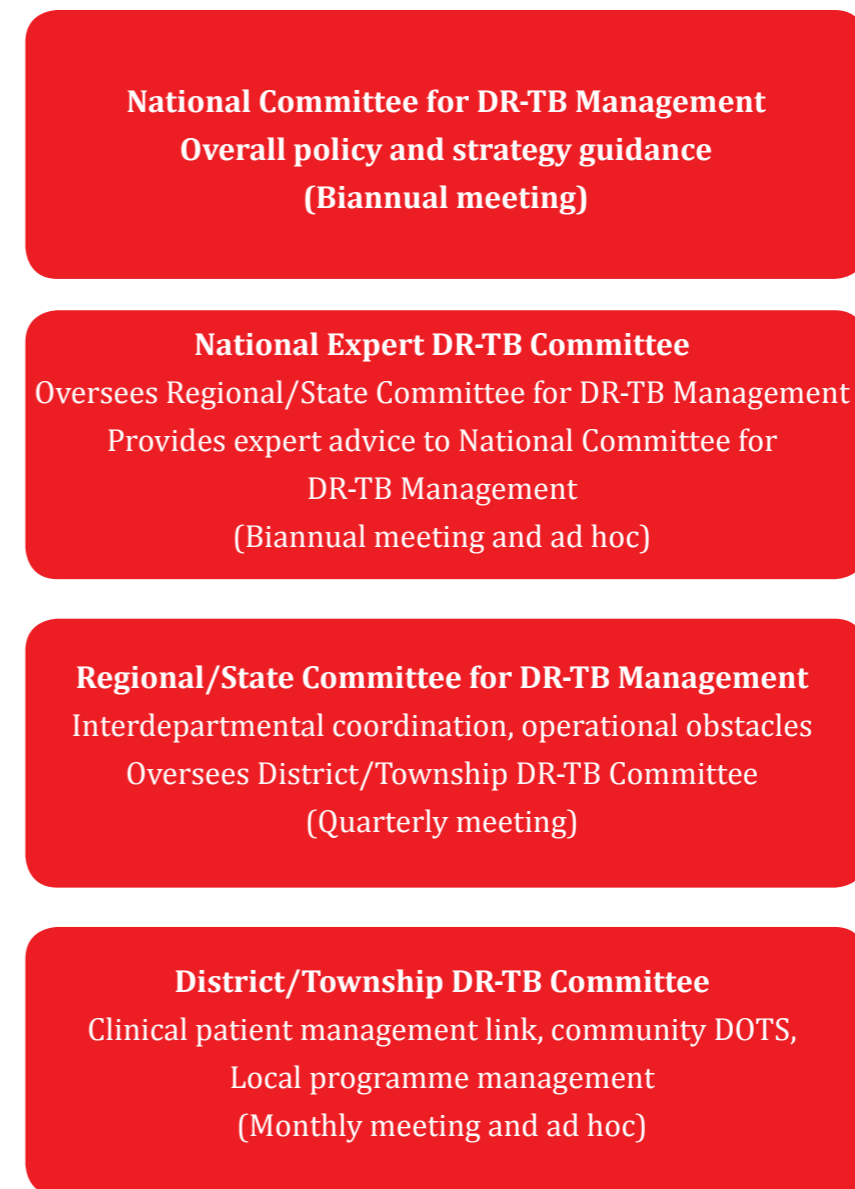 National Committee for DR-TB Management
Overall policy and strategy guidance
(Biannual meeting)
National Expert DR-TB Committee
Oversees Regional/State Committee for DR-TB Management
Provides expert advice to National Committee for
DR-TB Management
(Biannual meeting and ad hoc)
Regional/State Committee for DR-TB Management
Interdepartmental coordination, operational obstacles
Oversees District/Township DR-TB Committee
(Quarterly meeting)
District/Township DR-TB Committee
Clinical patient management link, community DOTS,
Local programme management
(Monthly meeting and ad hoc)